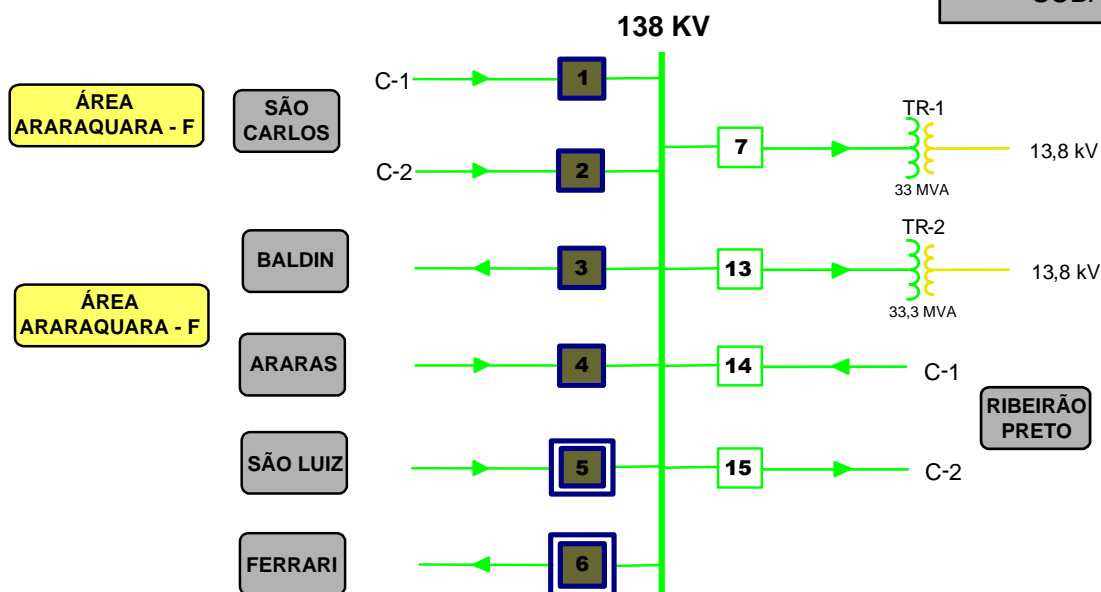 138 KV
ÁREA
ARARAQUARA - F
SÃO
CARLOS
C-1
1
C-2
2
7
TR-1
33 MVA
13,8 kV
BALDIN
3
13
TR-2
33,3 MVA
13,8 kV
ÁREA
ARARAQUARA - F
ARARAS
4
14
C-1
RIBEIRÃO
PRETO
SÃO LUIZ
5
15
C-2
FERRARI
6